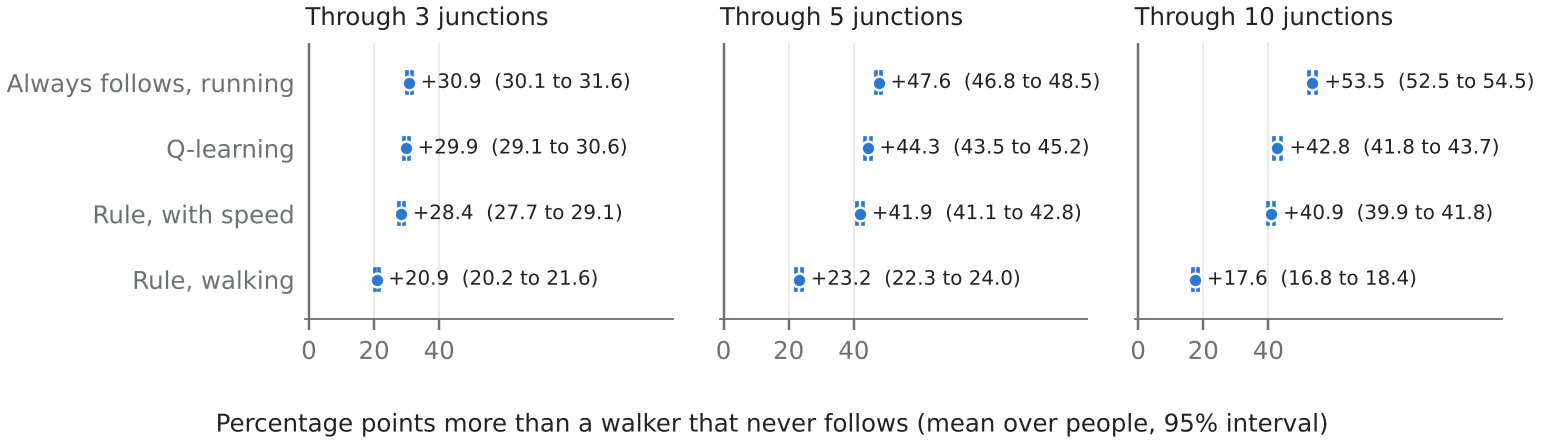 Through 3 junctions
Through 5 junctions
Through 10 junctions
Always follows, running
+30.9 (30.1 to 31.6)
+47.6 (46.8 to 48.5)
+53.5 (52.5 to 54.5)
Q-learning
+29.9 (29.1 to 30.6)
+44.3 (43.5 to 45.2)
+42.8 (41.8 to 43.7)
Rule, with speed
+28.4 (27.7 to 29.1)
+41.9 (41.1 to 42.8)
+40.9 (39.9 to 41.8)
Rule, walking
+20.9 (20.2 to 21.6)
+23.2 (22.3 to 24.0)
+17.6 (16.8 to 18.4)
0 20 40
0 20 40
0 20 40
Percentage points more than a walker that never follows (mean over people, 95% interval)